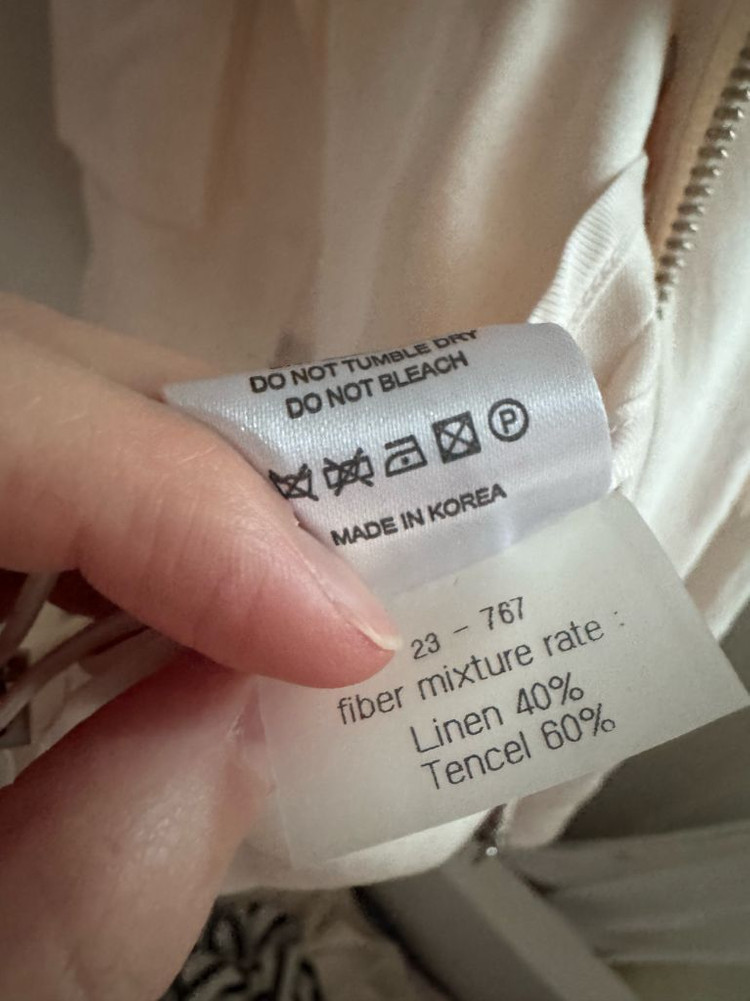 DO NOT TUMBLE DRY
DO NOT BLEACH
P
MADE IN KOREA
23 - 767
fiber mixture rate :
Linen 40%
Tencel 60%